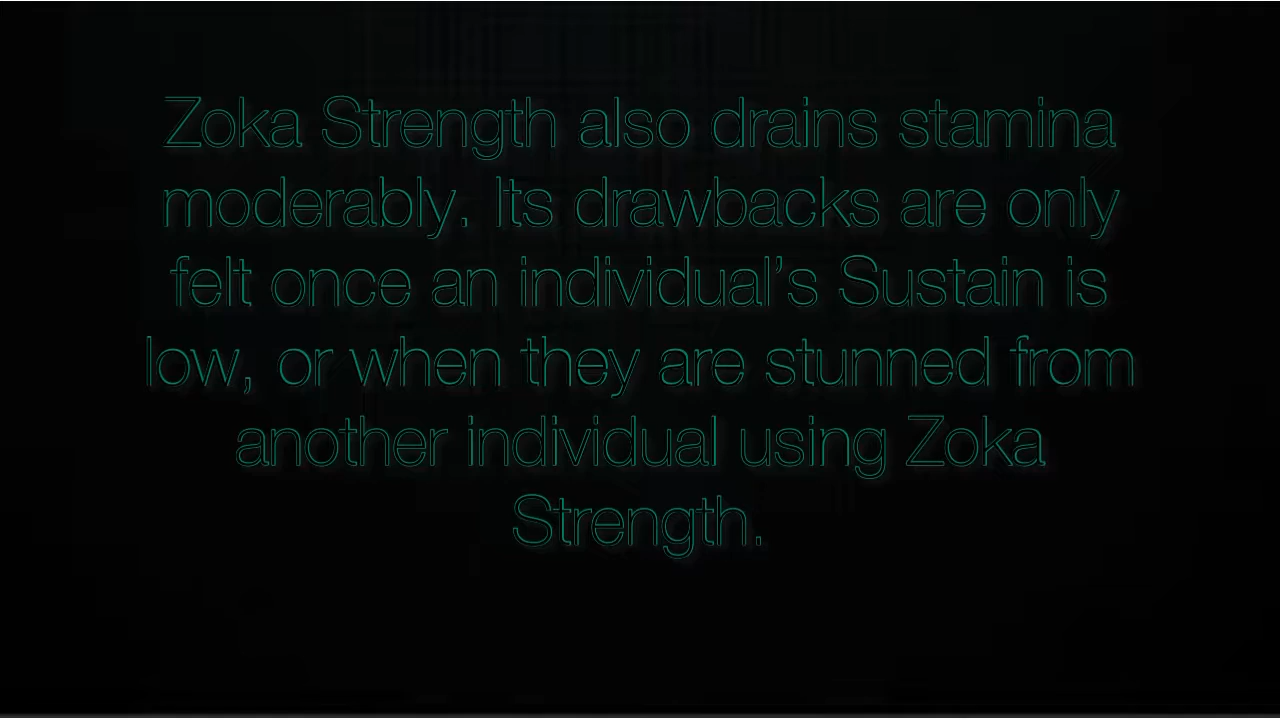 Zoka Strength also drains stamina
moderably. Its drawbacks are only
felt once an individual’s Sustain is
low, or when they are stunned from
another individual using Zoka
Strength.